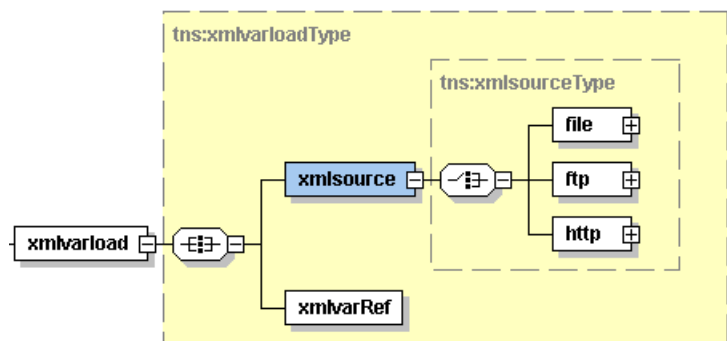 tns:xmlvarloadType
tns:xmlsourceType
file
xmlsource
ftp
http
xmlvarload
xmlvarRef